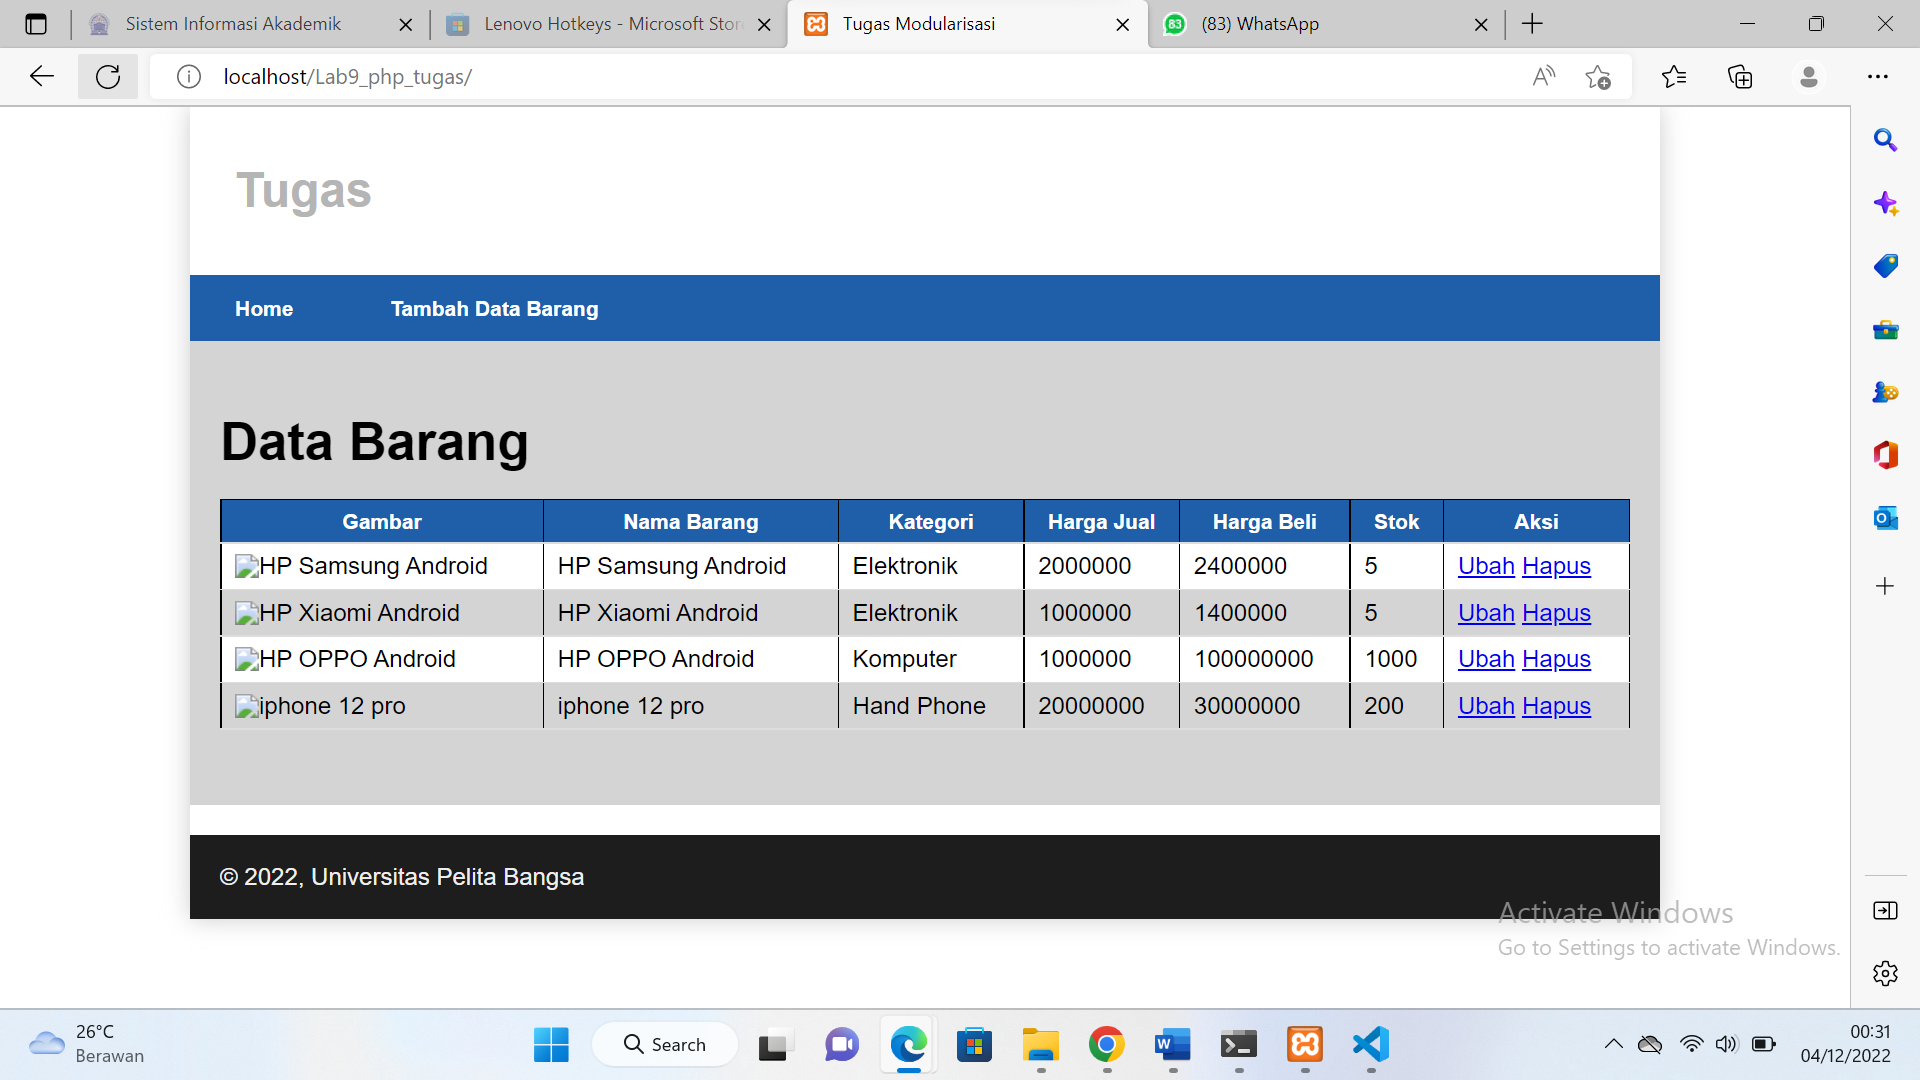 Sistem Informasi Akademik
Lenovo Hotkeys - Microsoft Stor
Tugas Modularisasi
83 (83) WhatsApp
localhost/Lab9_php_tugas/
Tugas
Home Tambah Data Barang
Data Barang
Gambar Nama Barang Kategori Harga Jual Harga Beli Stok Aksi
HP Samsung Android HP Samsung Android Elektronik 2000000 2400000 5 Ubah Hapus
HP Xiaomi Android HP Xiaomi Android Elektronik 1000000 1400000 5 Ubah Hapus
HP OPPO Android HP OPPO Android Komputer 1000000 100000000 1000 Ubah Hapus
iphone 12 pro iphone 12 pro Hand Phone 20000000 30000000 200 Ubah Hapus
© 2022, Universitas Pelita Bangsa
Activate Windows
Go to Settings to activate Windows.
26°C
Berawan
Search
00:31
04/12/2022